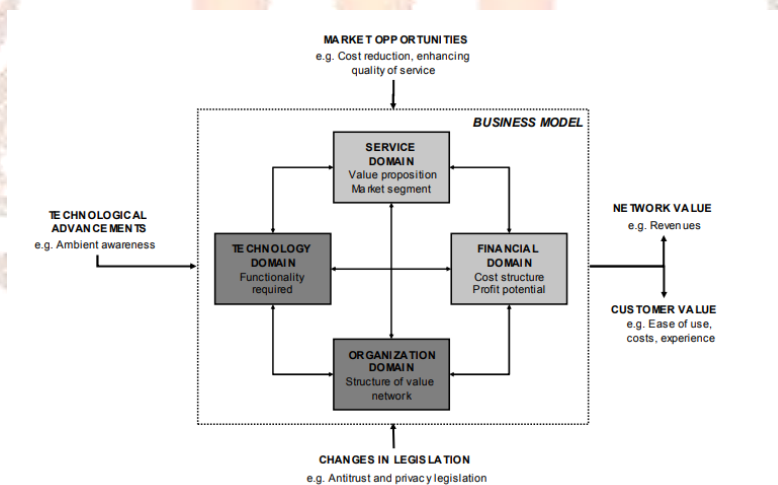 MARKET OPPORTUNITIES
e.g. Cost reduction, enhancing
quality of service
BUSINESS MODEL
SERVICE
DOMAIN
Value proposition
Market segment
TECHNOLOGICAL
ADVANCEMENTS
e.g. Ambient awareness
TECHNOLOGY
DOMAIN
Functionality
required
FINANCIAL
DOMAIN
Cost structure
Profit potential
NETWORK VALUE
e.g. Revenues
CUSTOMER VALUE
e.g. Ease of use,
costs, experience
ORGANIZATION
DOMAIN
Structure of value
network
CHANGES IN LEGISLATION
e.g. Antitrust and privacy legislation